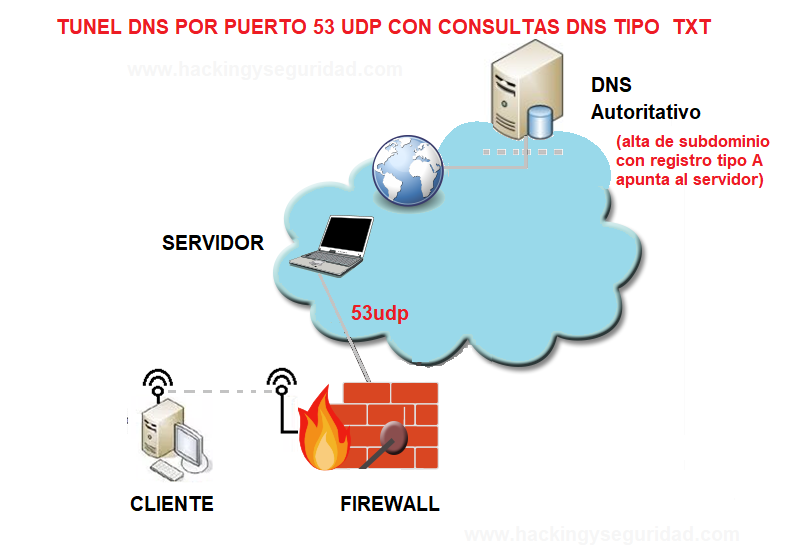 TUNEL DNS POR PUERTO 53 UDP CON CONSULTAS DNS TIPO TXT
www.hackingyseguridad.com
DNS
Autoritativo
(alta de subdominio
con registro tipo A
apunta al servidor)
SERVIDOR
53udp
CLIENTE
FIREWALL
www.hackingyseguridad.com